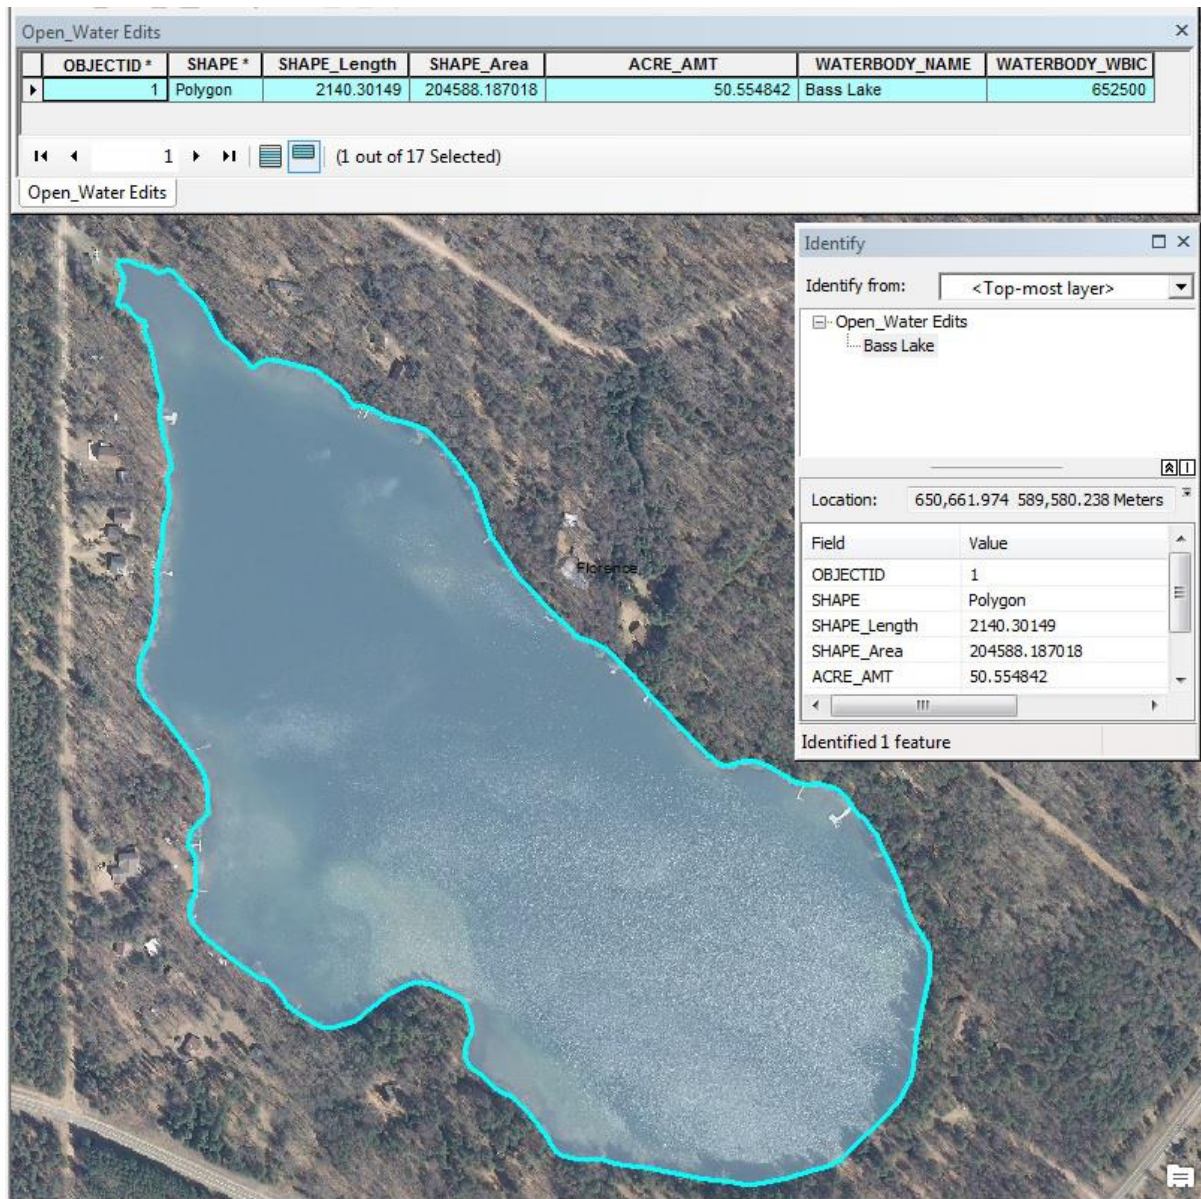 Open_Water Edits
OBJECTID * SHAPE * SHAPE_Length SHAPE_Area ACRE_AMT WATERBODY_NAME WATERBODY_WBIC
1 Polygon 2140.30149 204588.187018 50.554842 Bass Lake 652500
1 (1 out of 17 Selected)
Open_Water Edits
Identify
Identify from: <Top-most layer>
Open_Water Edits
Bass Lake
Location: 650,661.974 589,580.238 Meters
Field Value
OBJECTID 1
SHAPE Polygon
SHAPE_Length 2140.30149
SHAPE_Area 204588.187018
ACRE_AMT 50.554842
Identified 1 feature
Florence